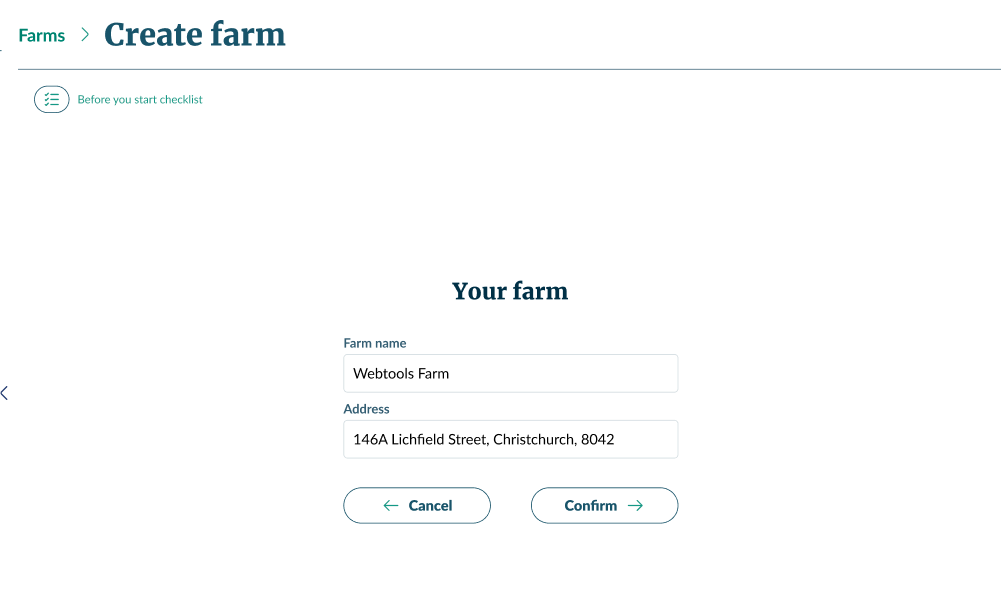 Farms > Create farm
Before you start checklist
Your farm
Farm name
Webtools Farm
Address
146A Lichfield Street, Christchurch, 8042
Cancel
Confirm